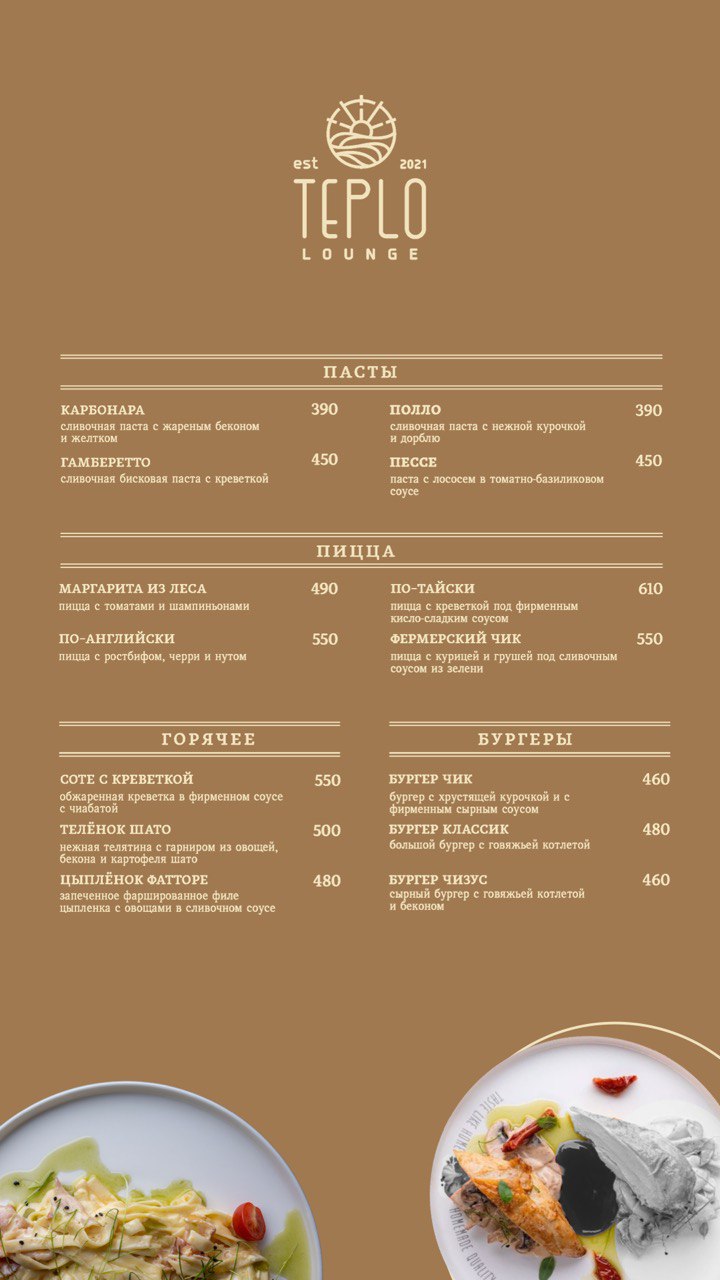 est 2021
TEPLO
LOUNGE
ПАСТЫ
КАРБОНАРА 390
сливочная паста с жареным беконом
и желтком
ГАМБЕРЕТТО 450
сливочная бисковая паста с креветкой
ПОЛЛО 390
сливочная паста с нежной курочкой
и дорблю
ПЕССЕ 450
паста с лососем в томатно-базиликовом
соусе
ПИЦЦА
МАРГАРИТА ИЗ ЛЕСА 490
пицца с томатами и шампиньонами
ПО-АНГЛИЙСКИ 550
пицца с ростбифом, черри и нутом
ПО-ТАЙСКИ 610
пицца с креветкой под фирменным
кисло-сладким соусом
ФЕРМЕРСКИЙ ЧИК 550
пицца с курицей и грушей под сливочным
соусом из зелени
ГОРЯЧЕЕ
СОТЕ С КРЕВЕТКОЙ 550
обжаренная креветка в фирменном соусе
с чиабатой
ТЕЛЁНОК ШАТО 500
нежная телятина с гарниром из овощей,
бекона и картофеля шато
ЦЫПЛЁНОК ФАТТОРЕ 480
запеченное фаршированное филе
цыпленка с овощами в сливочном соусе
БУРГЕРЫ
БУРГЕР ЧИК 460
бургер с хрустящей курочкой и с
фирменным сырным соусом
БУРГЕР КЛАССИК 480
большой бургер с говяжьей котлетой
БУРГЕР ЧИЗУС 460
сырный бургер с говяжьей котлетой
и беконом
TASTE LIKE HOME
HOMEMADE QUALITY